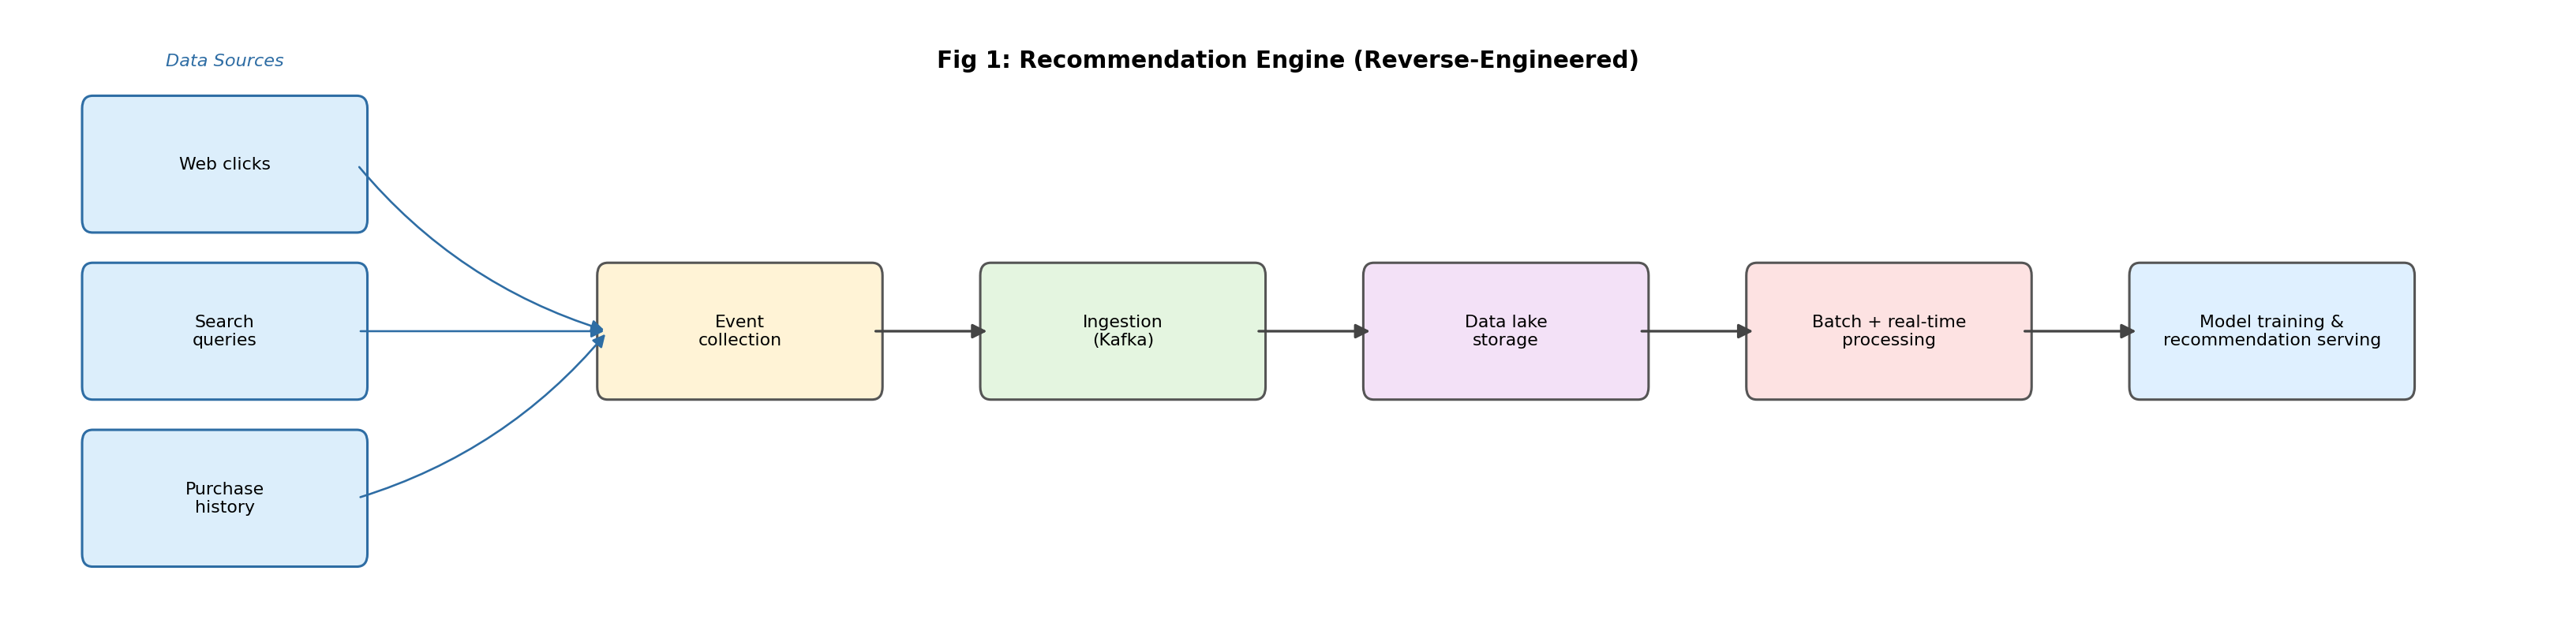 Data Sources
Fig 1: Recommendation Engine (Reverse-Engineered)
Web clicks
Search
queries
Purchase
history
Event
collection
Ingestion
(Kafka)
Data lake
storage
Batch + real-time
processing
Model training &
recommendation serving